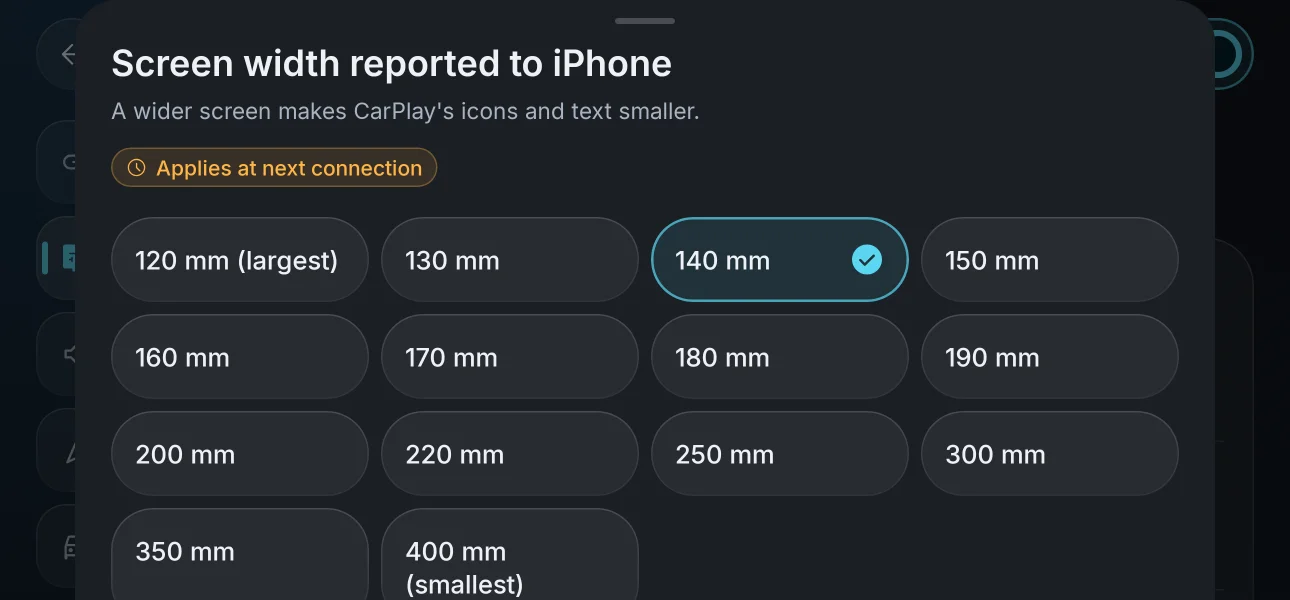 Screen width reported to iPhone
A wider screen makes CarPlay's icons and text smaller.
Applies at next connection
120 mm (largest)
130 mm
140 mm
150 mm
160 mm
170 mm
180 mm
190 mm
200 mm
220 mm
250 mm
300 mm
350 mm
400 mm
(smallest)